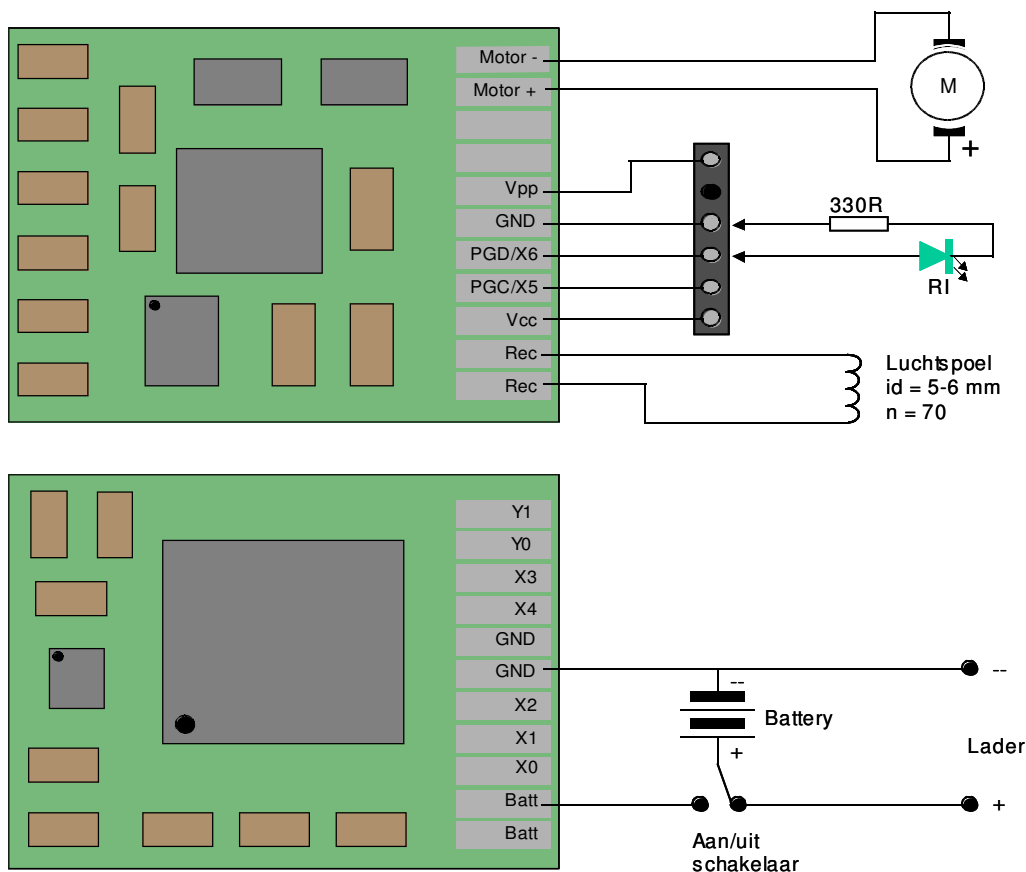 Motor -
Motor +
Vpp
GND
PGD/X6
PGC/X5
Vcc
Rec
Rec
M
+
330R
RI
Luchtspoel
id = 5-6 mm
n = 70
Y1
Y0
X3
X4
GND
GND
X2
X1
X0
Batt
Batt
--
Battery
+
--
Lader
+
Aan/uit
schakelaar